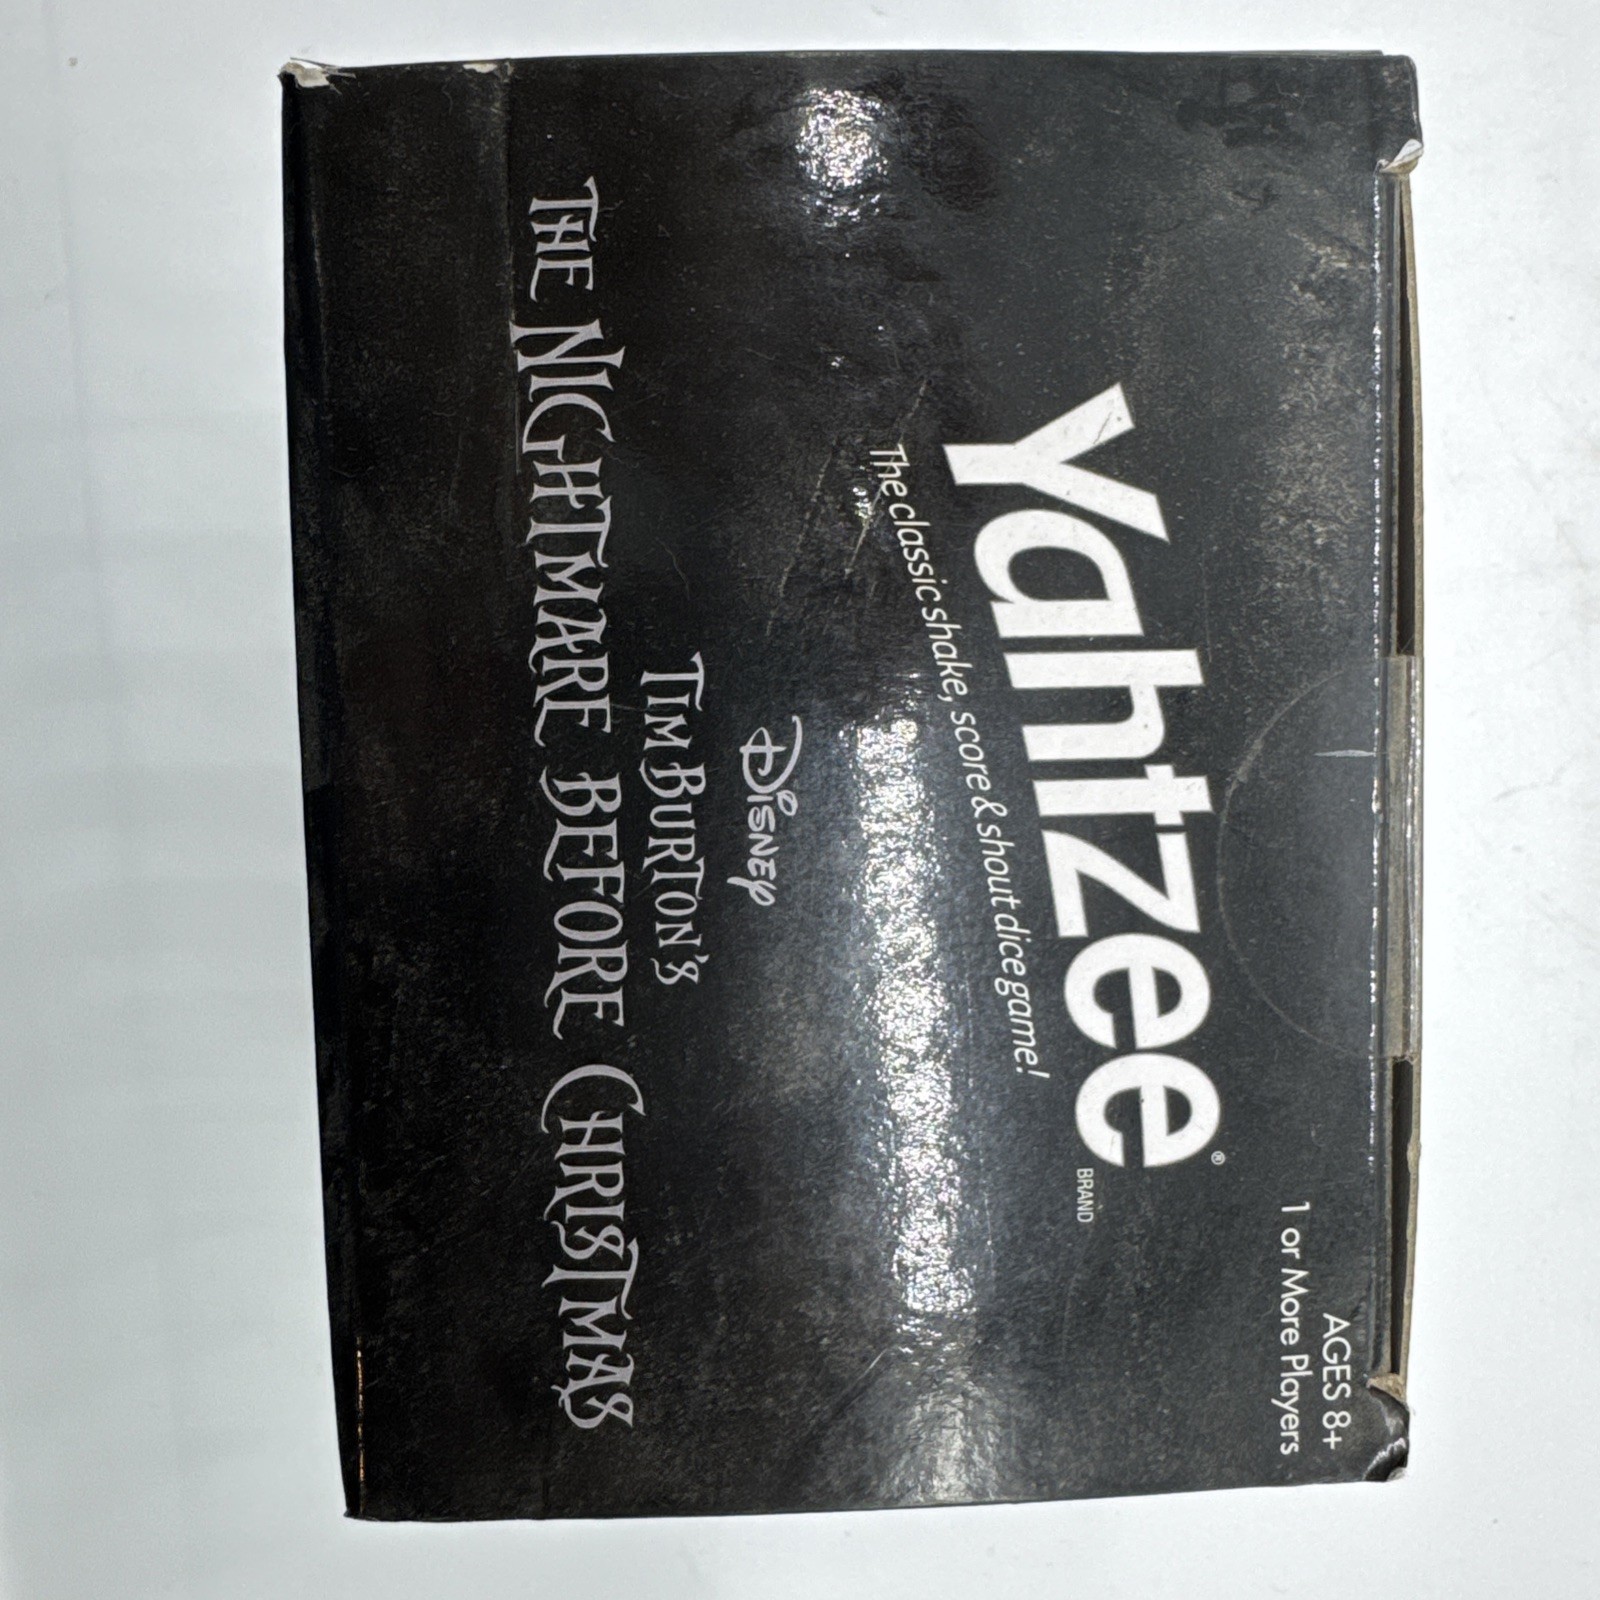 AGES 8+
1 or More Players
Yahtzee®
BRAND
The classic shake, score & shout dice game!
Disney
Tim Burton's
The Nightmare Before Christmas